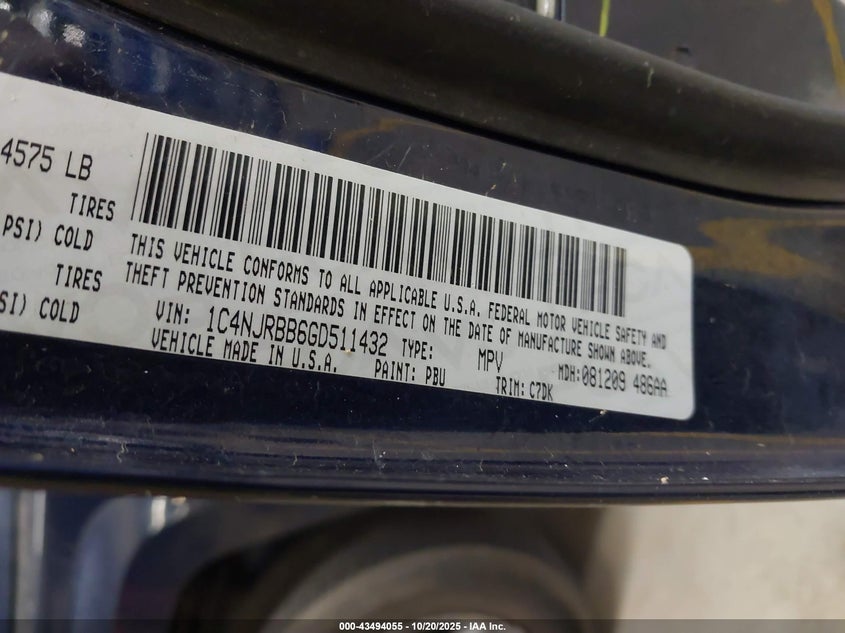 4575 LB
TIRES
PSI) COLD
TIRES
SI) COLD
THIS VEHICLE CONFORMS TO ALL APPLICABLE U.S.A. FEDERAL MOTOR VEHICLE SAFETY AND
THEFT PREVENTION STANDARDS IN EFFECT ON THE DATE OF MANUFACTURE SHOWN ABOVE.
VIN: 1C4NJRBB6GD511432 TYPE: MPV MDH:081209 486AA
VEHICLE MADE IN U.S.A. PAINT: PBU TRIM: C7DK
000-43494055 - 10/20/2025 - IAA Inc.